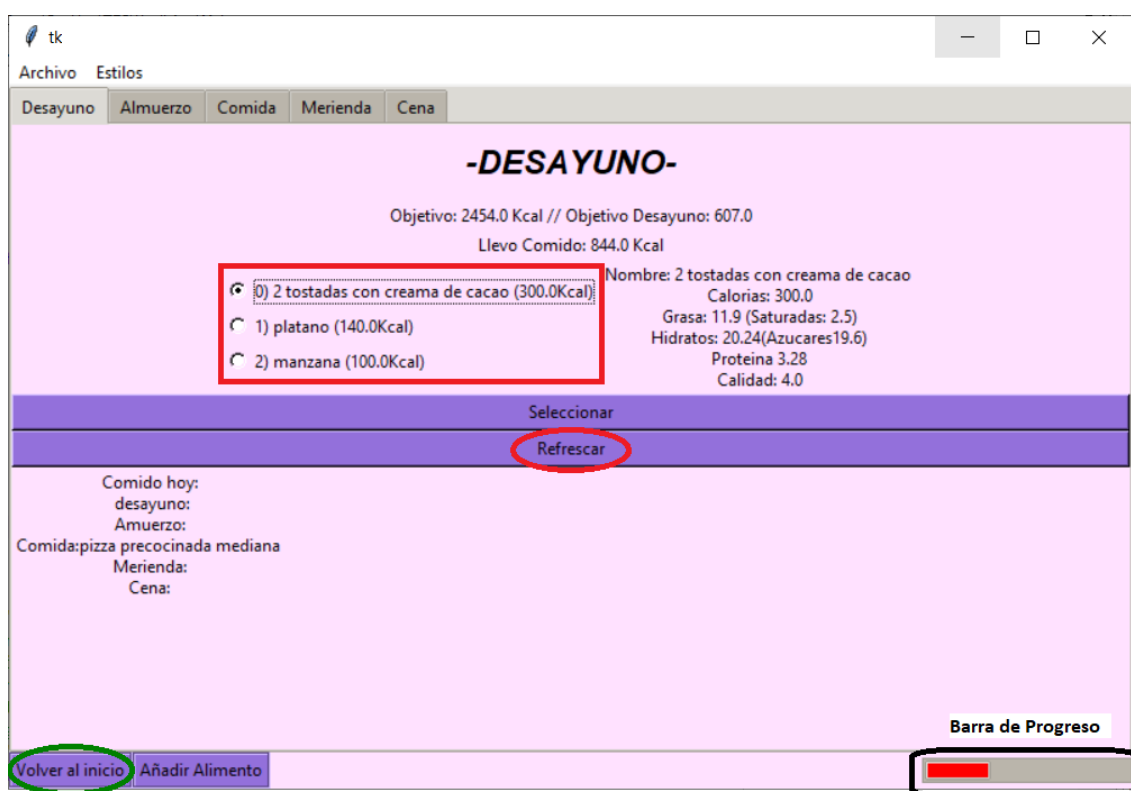 tk
Archivo Estilos
Desayuno Almuerzo Comida Merienda Cena
-DESAYUNO-
Objetivo: 2454.0 Kcal // Objetivo Desayuno: 607.0
Llevo Comido: 844.0 Kcal
0) 2 tostadas con creama de cacao (300.0Kcal)
1) platano (140.0Kcal)
2) manzana (100.0Kcal)
Nombre: 2 tostadas con creama de cacao
Calorias: 300.0
Grasa: 11.9 (Saturadas: 2.5)
Hidratos: 20.24(Azucares19.6)
Proteina 3.28
Calidad: 4.0
Seleccionar
Refrescar
Comido hoy:
desayuno:
Amuerzo:
Comida:pizza precocinada mediana
Merienda:
Cena:
Barra de Progreso
Volver al inicio Añadir Alimento